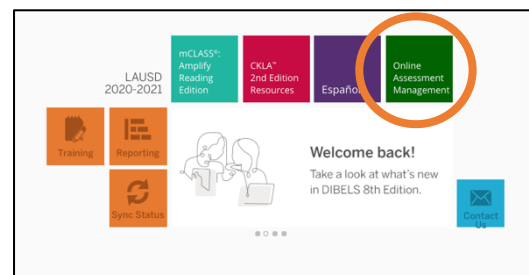 LAUSD
2020-2021
mCLASS®:
Amplify
Reading
Edition
CKLA™
2nd Edition
Resources
Español
Online
Assessment
Management
Training
Reporting
Sync Status
Welcome back!
Take a look at what's new
in DIBELS 8th Edition.
Contact
Us